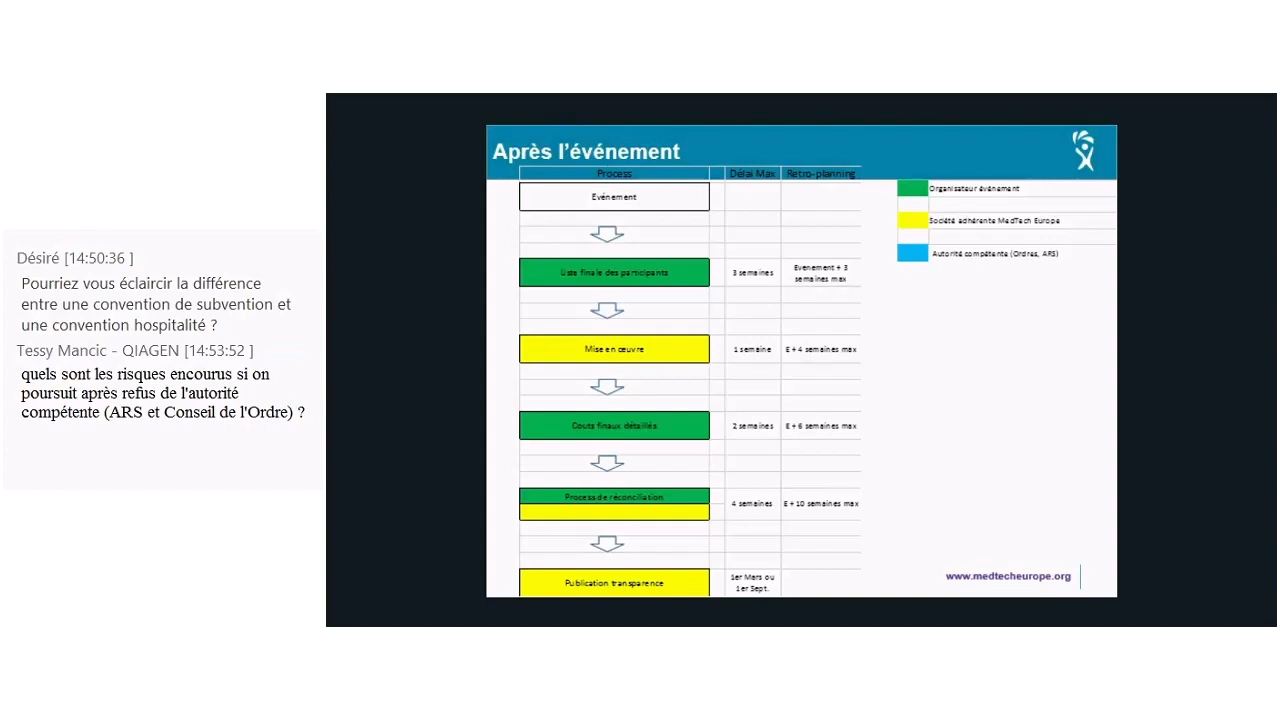 Désiré [14:50:36 ]
Pourriez vous éclaircir la différence
entre une convention de subvention et
une convention hospitalité ?
Tessy Mancic - QIAGEN [14:53:52 ]
quels sont les risques encourus si on
poursuit après refus de l'autorité
compétente (ARS et Conseil de l'Ordre) ?
Après l'événement
Process Délai Max Retro-planning
Evénement
Liste finale des participants 3 semaines Evenement + 3
semaines max
Mise en œuvre 1 semaine E + 4 semaines max
Couts finaux détaillés 2 semaines E + 6 semaines max
Process de réconciliation 4 semaines E + 10 semaines max
Publication transparence 1er Mars ou
1er Sept.
Organisateur événement
Société adhérente MedTech Europe
Autorité compétente (Ordres, ARS)
www.medtecheurope.org